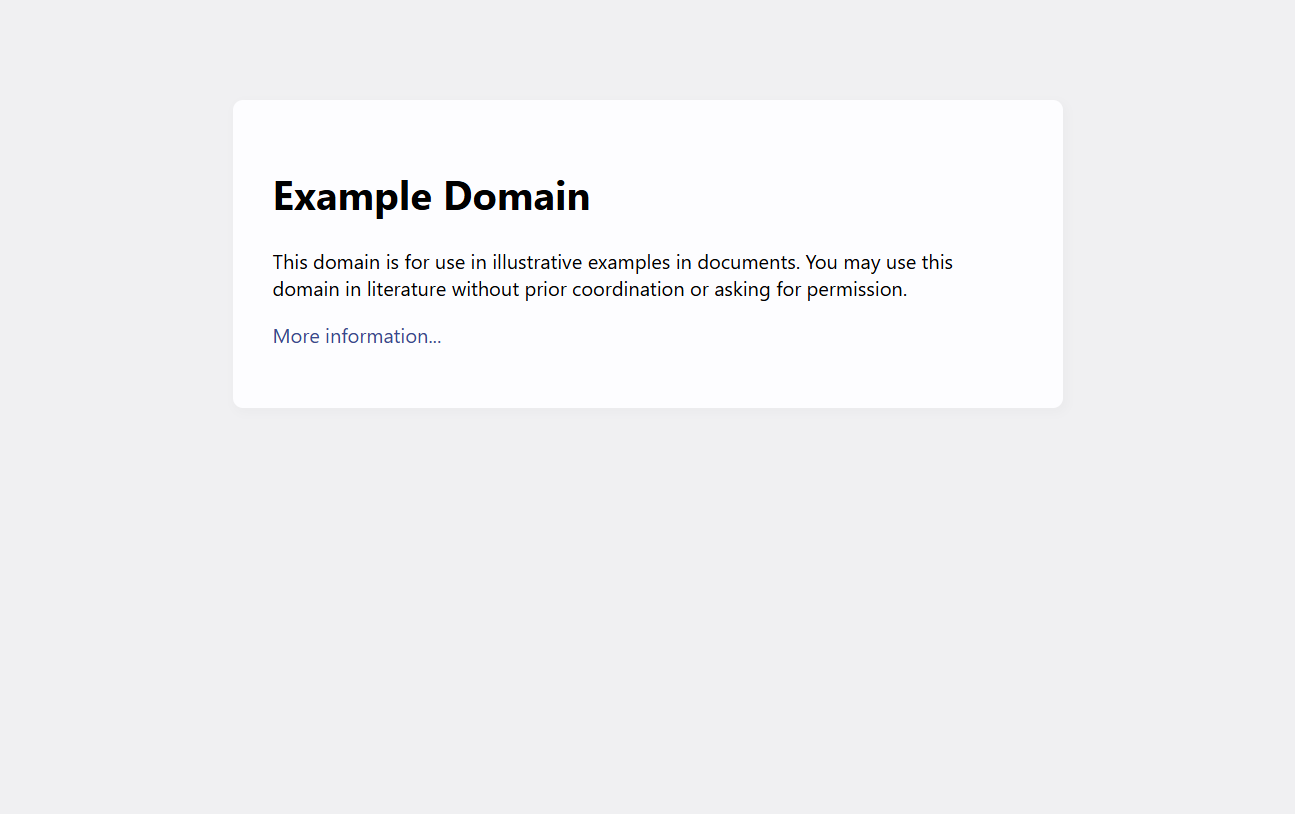 Example Domain
This domain is for use in illustrative examples in documents. You may use this
domain in literature without prior coordination or asking for permission.
More information...